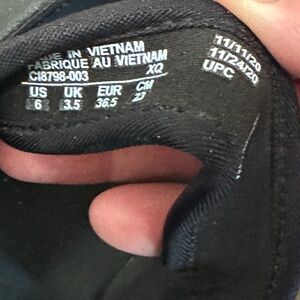 MADE IN VIETNAM
FABRIQUE AU VIETNAM
CI8798-003 XQ
US UK EUR CM
6 3.5 36.5 23
11/11/20
11/24/20
UPC